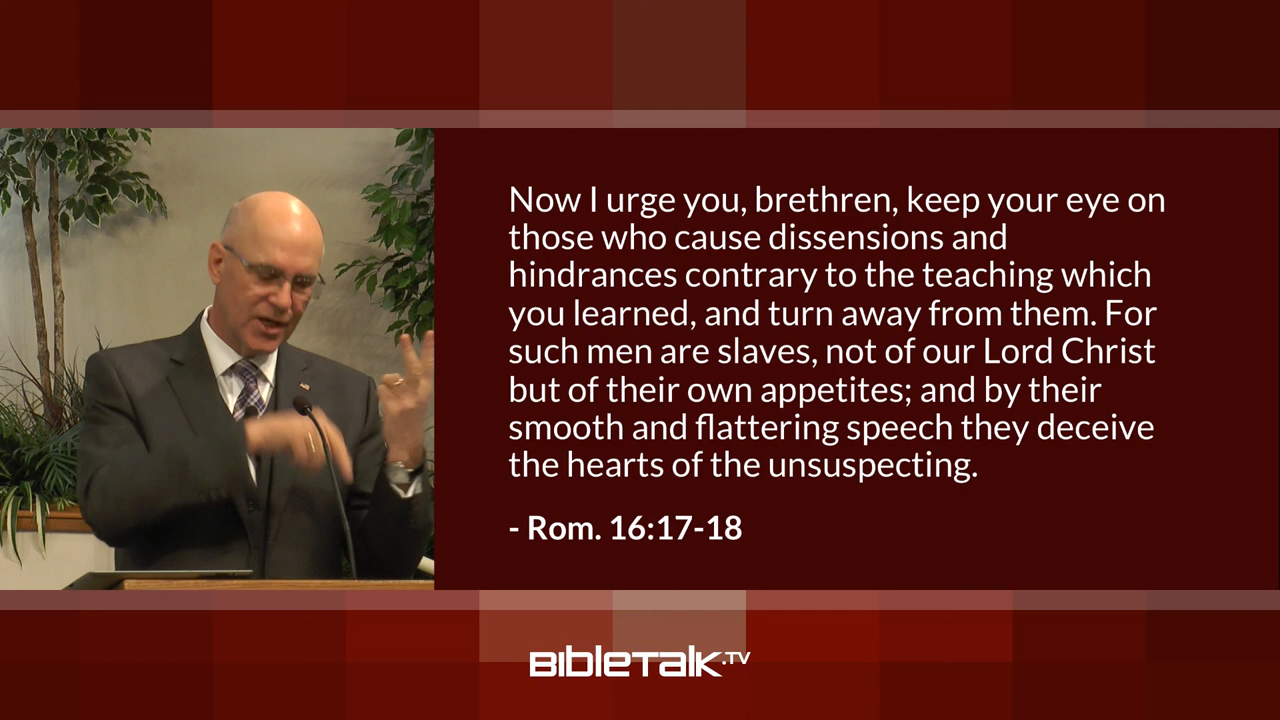 Now I urge you, brethren, keep your eye on
those who cause dissensions and
hindrances contrary to the teaching which
you learned, and turn away from them. For
such men are slaves, not of our Lord Christ
but of their own appetites; and by their
smooth and flattering speech they deceive
the hearts of the unsuspecting.
- Rom. 16:17-18
BibleTalk.TV